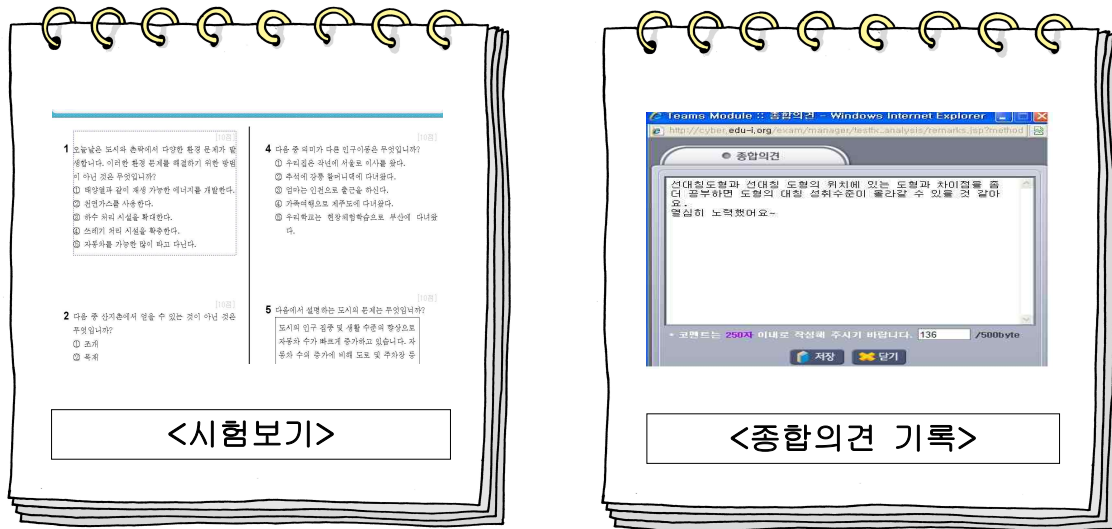 [10점]
1 오늘날은 도시와 촌락에서 다양한 환경 문제가 발
생합니다. 이러한 환경 문제를 해결하기 위한 방법
이 아닌 것은 무엇입니까?
① 태양열과 같이 재생 가능한 에너지를 개발한다.
② 천연가스를 사용한다.
③ 하수 처리 시설을 확대한다.
④ 쓰레기 처리 시설을 확충한다.
⑤ 자동차를 가능한 많이 타고 다닌다.
[10점]
2 다음 중 산지촌에서 얻을 수 있는 것이 아닌 것은
무엇입니까?
① 조개
② 목재
[10점]
4 다음 중 의미가 다른 인구이동은 무엇입니까?
① 우리집은 작년에 서울로 이사를 왔다.
② 추석에 강릉 할머니댁에 다녀왔다.
③ 엄마는 인천으로 출근을 하신다.
④ 가족여행으로 제주도에 다녀왔다.
⑤ 우리학교는 현장체험학습으로 부산에 다녀왔
다.
[10점]
5 다음에서 설명하는 도시의 문제는 무엇입니까?
도시의 인구 집중 및 생활 수준의 향상으로
자동차 수가 빠르게 증가하고 있습니다. 자
동차 수의 증가에 비해 도로 및 주차장 등
<시험보기>
Teams Module :: 종합의견 - Windows Internet Explorer
http://cyber.edu-i.org/exam/manager/testbc_analysis/remarks.jsp?method
종합의견
선대칭도형과 선대칭 도형의 위치에 있는 도형과 차이점을 좀
더 공부하면 도형의 대칭 성취수준이 올라갈 수 있을 것 같아
요.
열심히 노력했어요~
* 코멘트는 250자 이내로 작성해 주시기 바랍니다. 136 /500byte
저장 닫기
<종합의견 기록>